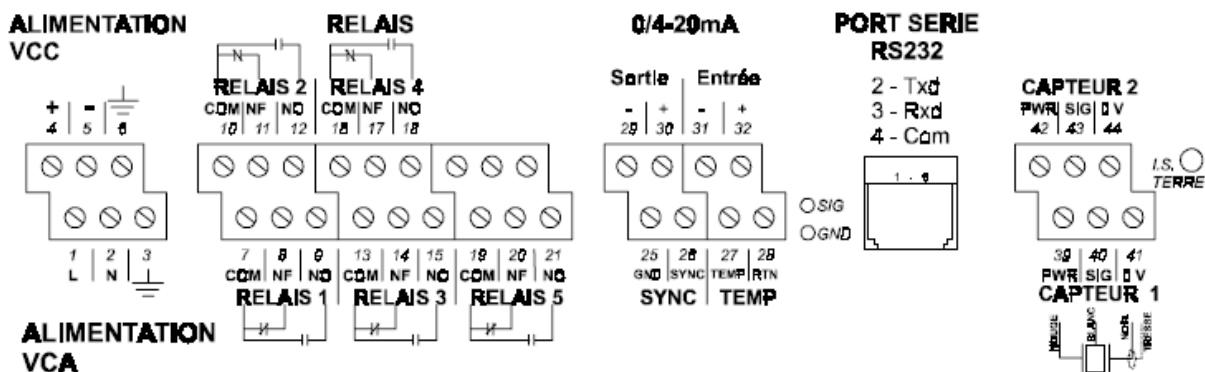 ALIMENTATION
VCC
RELAIS
0/4-20mA
PORT SERIE
RS232
RELAIS 2
RELAIS 4
Sortie
Entrée
2 - Txd
3 - Rxd
4 - Com
CAPTEUR 2
+ - 
COM NF NO
COM NF NO
- + - +
PWR SIG 0 V
4 5 6
10 11 12
16 17 18
29 30 31 32
42 43 44
1 - 6
I.S.
TERRE
SIG
GND
1 2 3
7 8 9
13 14 15
19 20 21
25 26 27 28
39 40 41
L N
COM NF NO
COM NF NO
COM NF NO
GND SYNC TEMP RTN
PWR SIG 0 V
RELAIS 1
RELAIS 3
RELAIS 5
SYNC
TEMP
CAPTEUR 1
ALIMENTATION
VCA
ROUGE
BLANC
NOIR
TRESSE